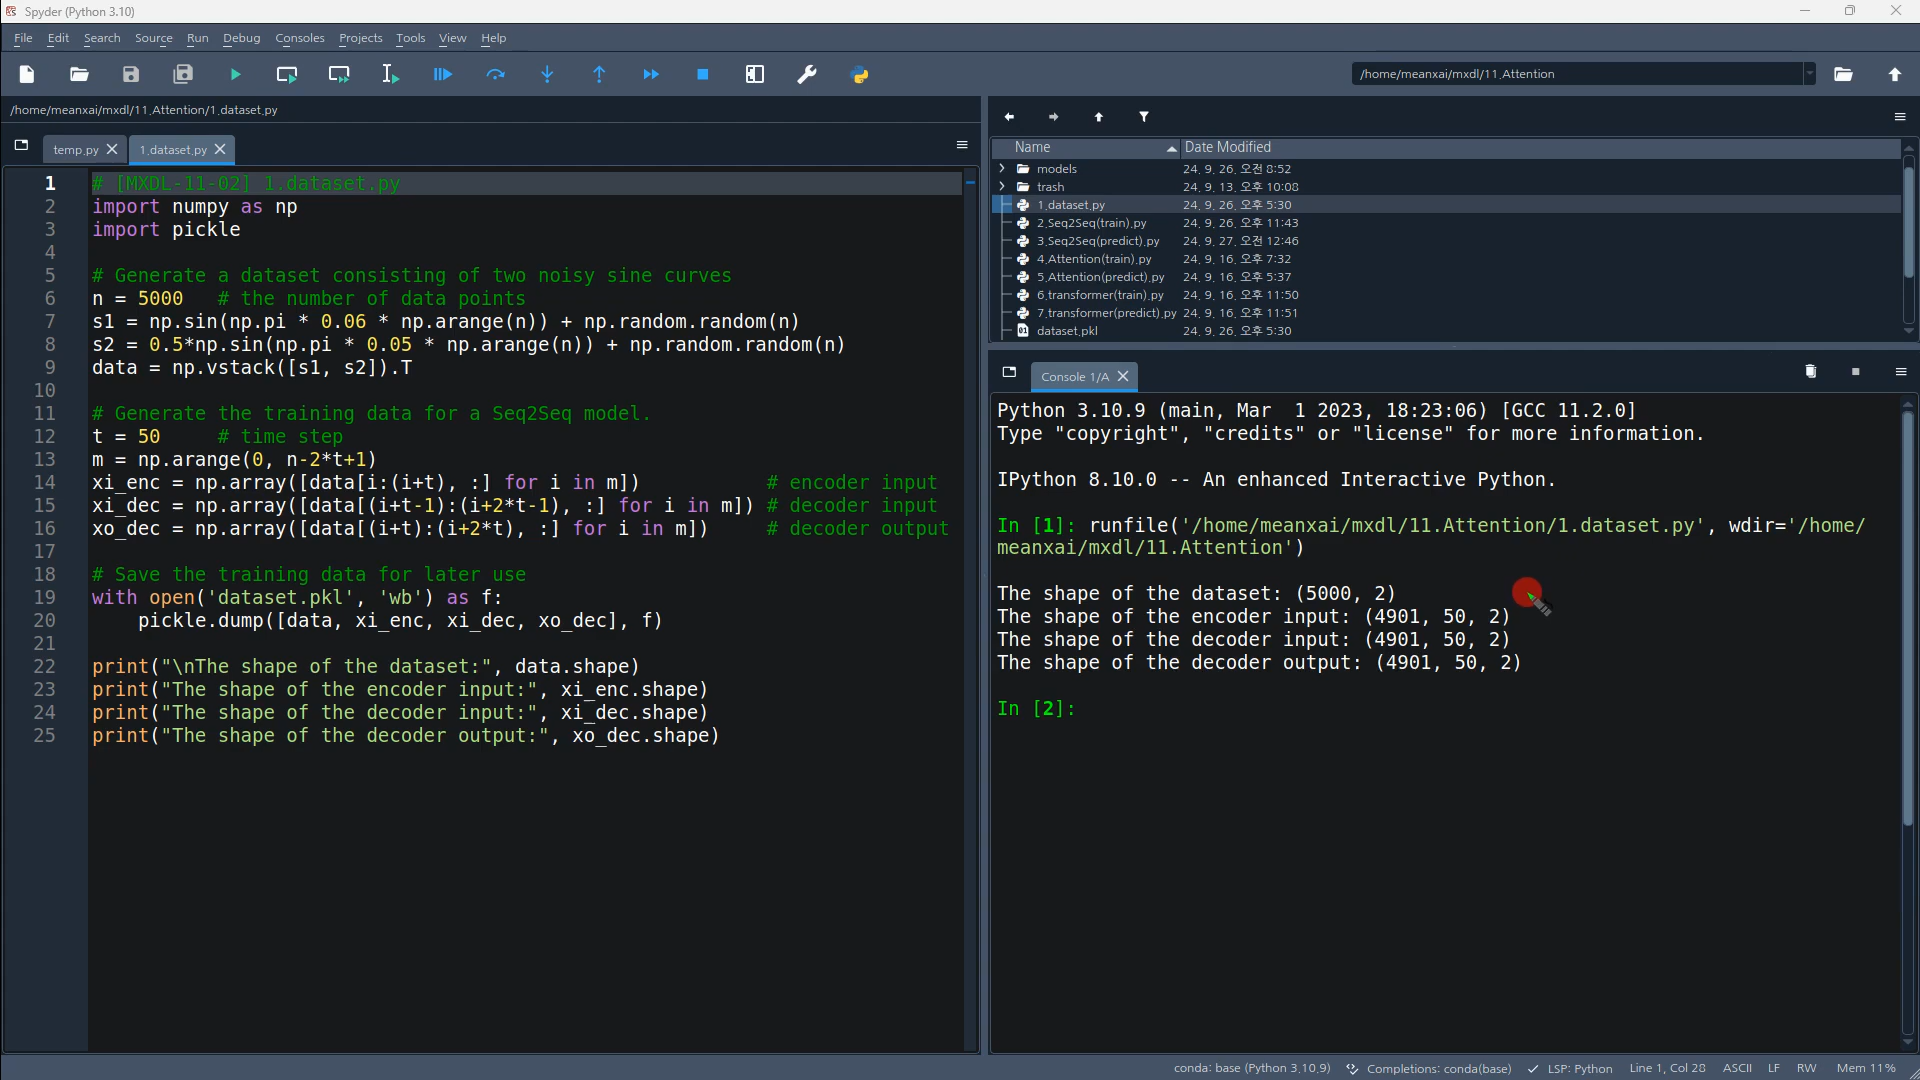 Spyder (Python 3.10)
File Edit Search Source Run Debug Consoles Projects Tools View Help
/home/meanxai/mxdl/11.Attention
/home/meanxai/mxdl/11.Attention/1.dataset.py
temp.py 1.dataset.py
1 # [MXDL-11-02] 1.dataset.py
2 import numpy as np
3 import pickle
4
5 # Generate a dataset consisting of two noisy sine curves
6 n = 5000 # the number of data points
7 s1 = np.sin(np.pi * 0.06 * np.arange(n)) + np.random.random(n)
8 s2 = 0.5*np.sin(np.pi * 0.05 * np.arange(n)) + np.random.random(n)
9 data = np.vstack([s1, s2]).T
10
11 # Generate the training data for a Seq2Seq model.
12 t = 50 # time step
13 m = np.arange(0, n-2*t+1)
14 xi_enc = np.array([data[i:(i+t), :] for i in m]) # encoder input
15 xi_dec = np.array([data[(i+t-1):(i+2*t-1), :] for i in m]) # decoder input
16 xo_dec = np.array([data[(i+t):(i+2*t), :] for i in m]) # decoder output
17
18 # Save the training data for later use
19 with open('dataset.pkl', 'wb') as f:
20 pickle.dump([data, xi_enc, xi_dec, xo_dec], f)
21
22 print("\nThe shape of the dataset:", data.shape)
23 print("The shape of the encoder input:", xi_enc.shape)
24 print("The shape of the decoder input:", xi_dec.shape)
25 print("The shape of the decoder output:", xo_dec.shape)
Name Date Modified
models 24. 9. 26. 오전 8:52
trash 24. 9. 13. 오후 10:08
1.dataset.py 24. 9. 26. 오후 5:30
2.Seq2Seq(train).py 24. 9. 26. 오후 11:43
3.Seq2Seq(predict).py 24. 9. 27. 오전 12:46
4.Attention(train).py 24. 9. 16. 오후 7:32
5.Attention(predict).py 24. 9. 16. 오후 5:37
6.transformer(train).py 24. 9. 16. 오후 11:50
7.transformer(predict).py 24. 9. 16. 오후 11:51
dataset.pkl 24. 9. 26. 오후 5:30
Console 1/A
Python 3.10.9 (main, Mar 1 2023, 18:23:06) [GCC 11.2.0]
Type "copyright", "credits" or "license" for more information.
IPython 8.10.0 -- An enhanced Interactive Python.
In [1]: runfile('/home/meanxai/mxdl/11.Attention/1.dataset.py', wdir='/home/
meanxai/mxdl/11.Attention')
The shape of the dataset: (5000, 2)
The shape of the encoder input: (4901, 50, 2)
The shape of the decoder input: (4901, 50, 2)
The shape of the decoder output: (4901, 50, 2)
In [2]:
conda: base (Python 3.10.9) Completions: conda(base) LSP: Python Line 1, Col 28 ASCII LF RW Mem 11%